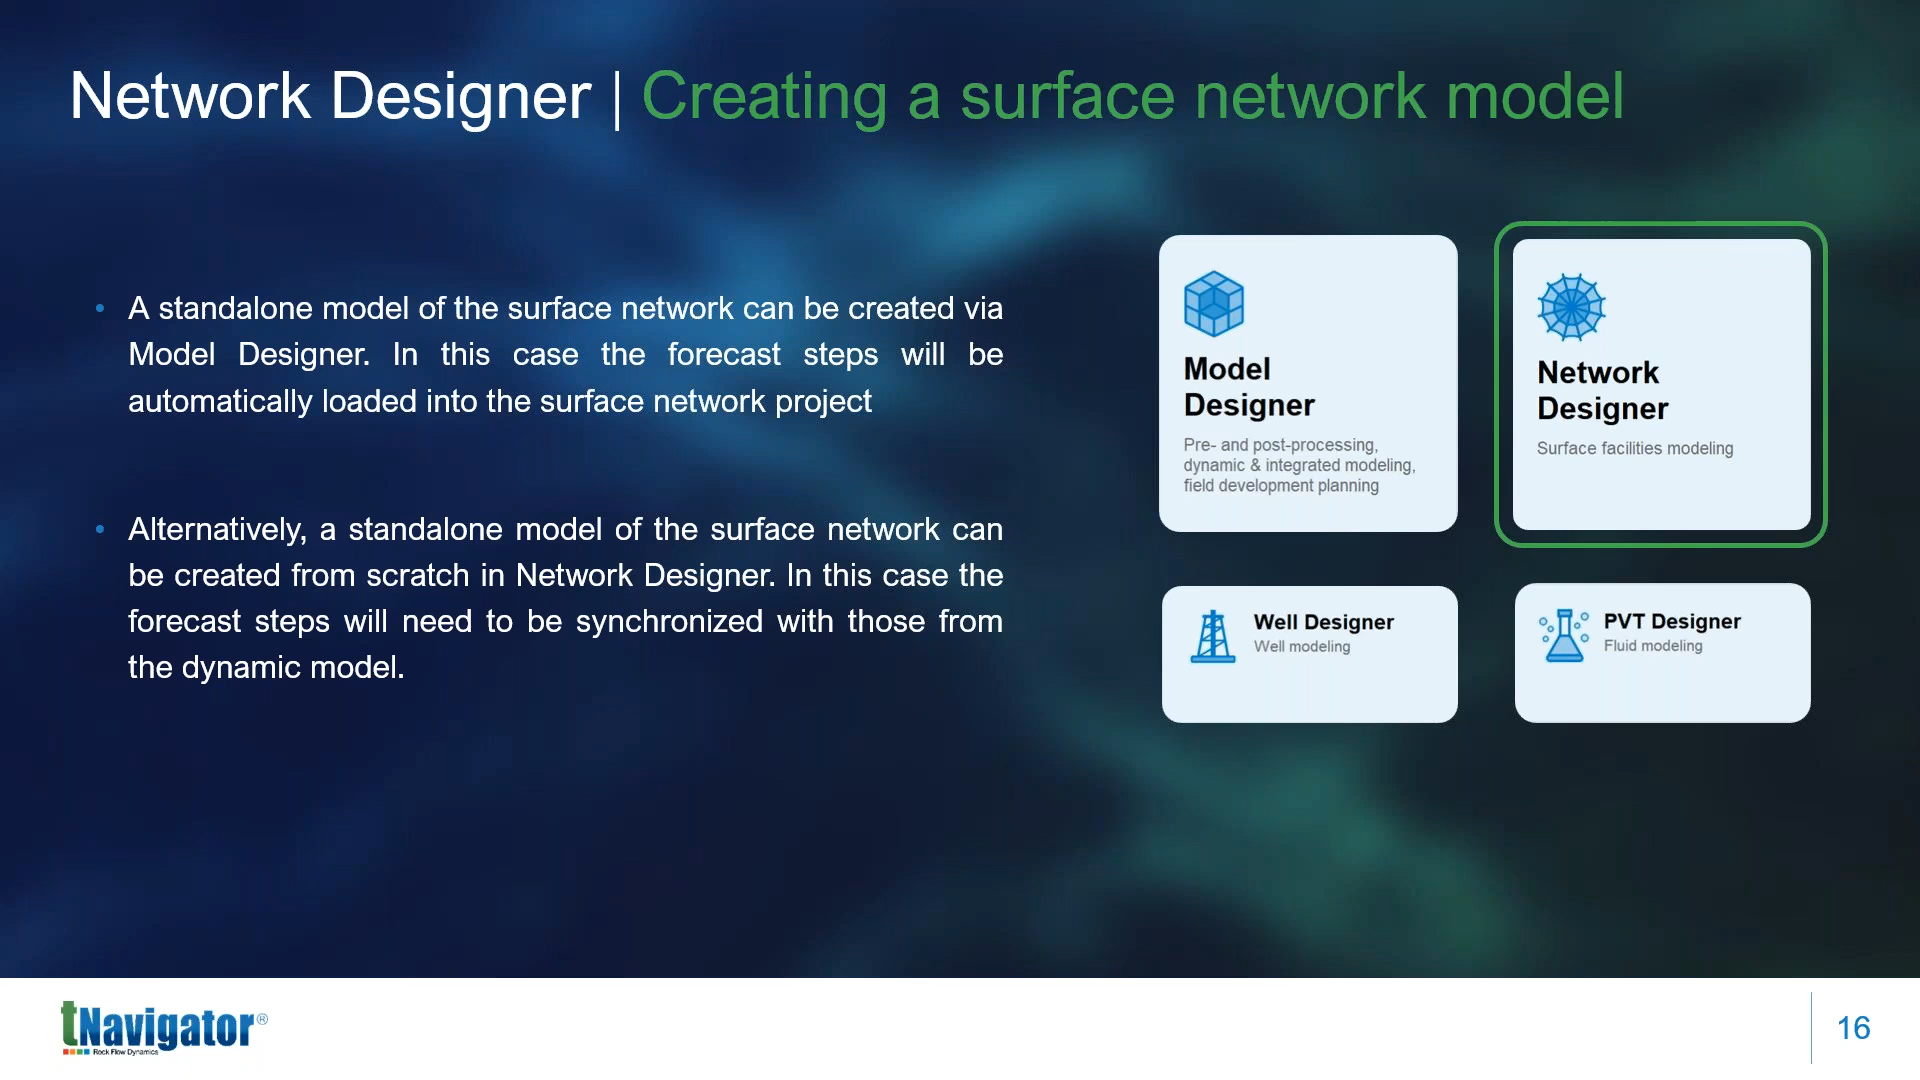 Network Designer | Creating a surface network model
• A standalone model of the surface network can be created via
Model Designer. In this case the forecast steps will be
automatically loaded into the surface network project
• Alternatively, a standalone model of the surface network can
be created from scratch in Network Designer. In this case the
forecast steps will need to be synchronized with those from
the dynamic model.
Model
Designer
Pre- and post-processing,
dynamic & integrated modeling,
field development planning
Network
Designer
Surface facilities modeling
Well Designer
Well modeling
PVT Designer
Fluid modeling
tNavigator®
Rock Flow Dynamics
16